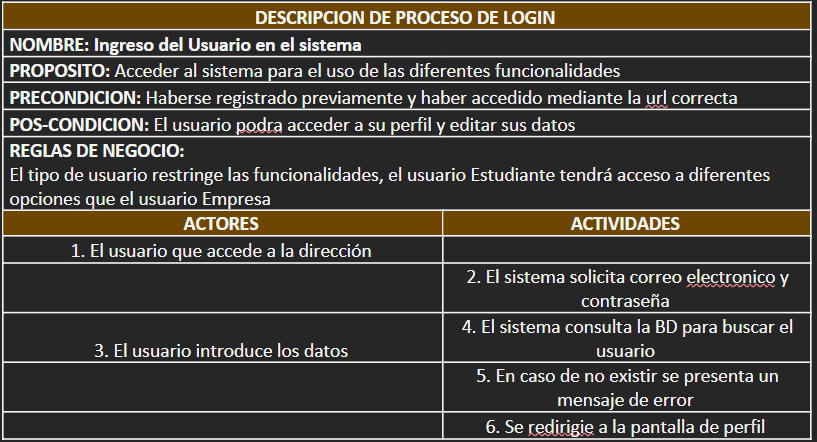 DESCRIPCION DE PROCESO DE LOGIN
NOMBRE: Ingreso del Usuario en el sistema
PROPOSITO: Acceder al sistema para el uso de las diferentes funcionalidades
PRECONDICION: Haberse registrado previamente y haber accedido mediante la url correcta
POS-CONDICION: El usuario podra acceder a su perfil y editar sus datos
REGLAS DE NEGOCIO:
El tipo de usuario restringe las funcionalidades, el usuario Estudiante tendrá acceso a diferentes
opciones que el usuario Empresa
ACTORES
ACTIVIDADES
1. El usuario que accede a la dirección
2. El sistema solicita correo electronico y
contraseña
3. El usuario introduce los datos
4. El sistema consulta la BD para buscar el
usuario
5. En caso de no existir se presenta un
mensaje de error
6. Se redirigie a la pantalla de perfil